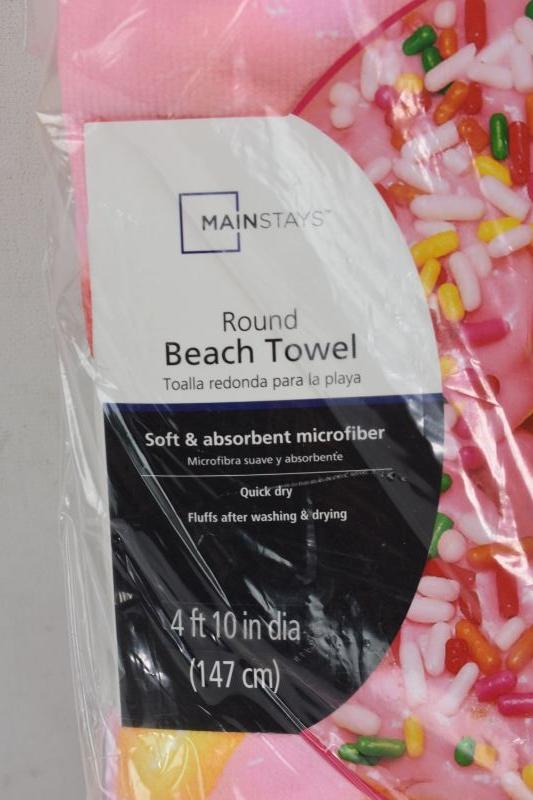 MAINSTAYS™
Round
Beach Towel
Toalla redonda para la playa
Soft & absorbent microfiber
Microfibra suave y absorbente
Quick dry
Fluffs after washing & drying
4 ft 10 in dia
(147 cm)